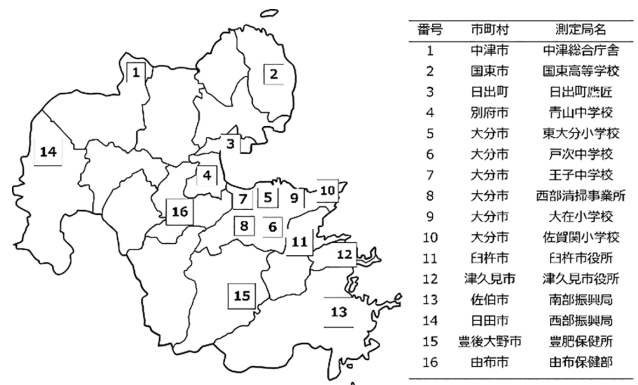 番号 市町村 測定局名
1 中津市 中津総合庁舎
2 国東市 国東高等学校
3 日出町 日出町鷹匠
4 別府市 青山中学校
5 大分市 東大分小学校
6 大分市 戸次中学校
7 大分市 王子中学校
8 大分市 西部清掃事業所
9 大分市 大在小学校
10 大分市 佐賀関小学校
11 臼杵市 臼杵市役所
12 津久見市 津久見市役所
13 佐伯市 南部振興局
14 日田市 西部振興局
15 豊後大野市 豊肥保健所
16 由布市 由布保健部
1
2
3
14
4
10
7
5
9
16
8
6
11
12
15
13